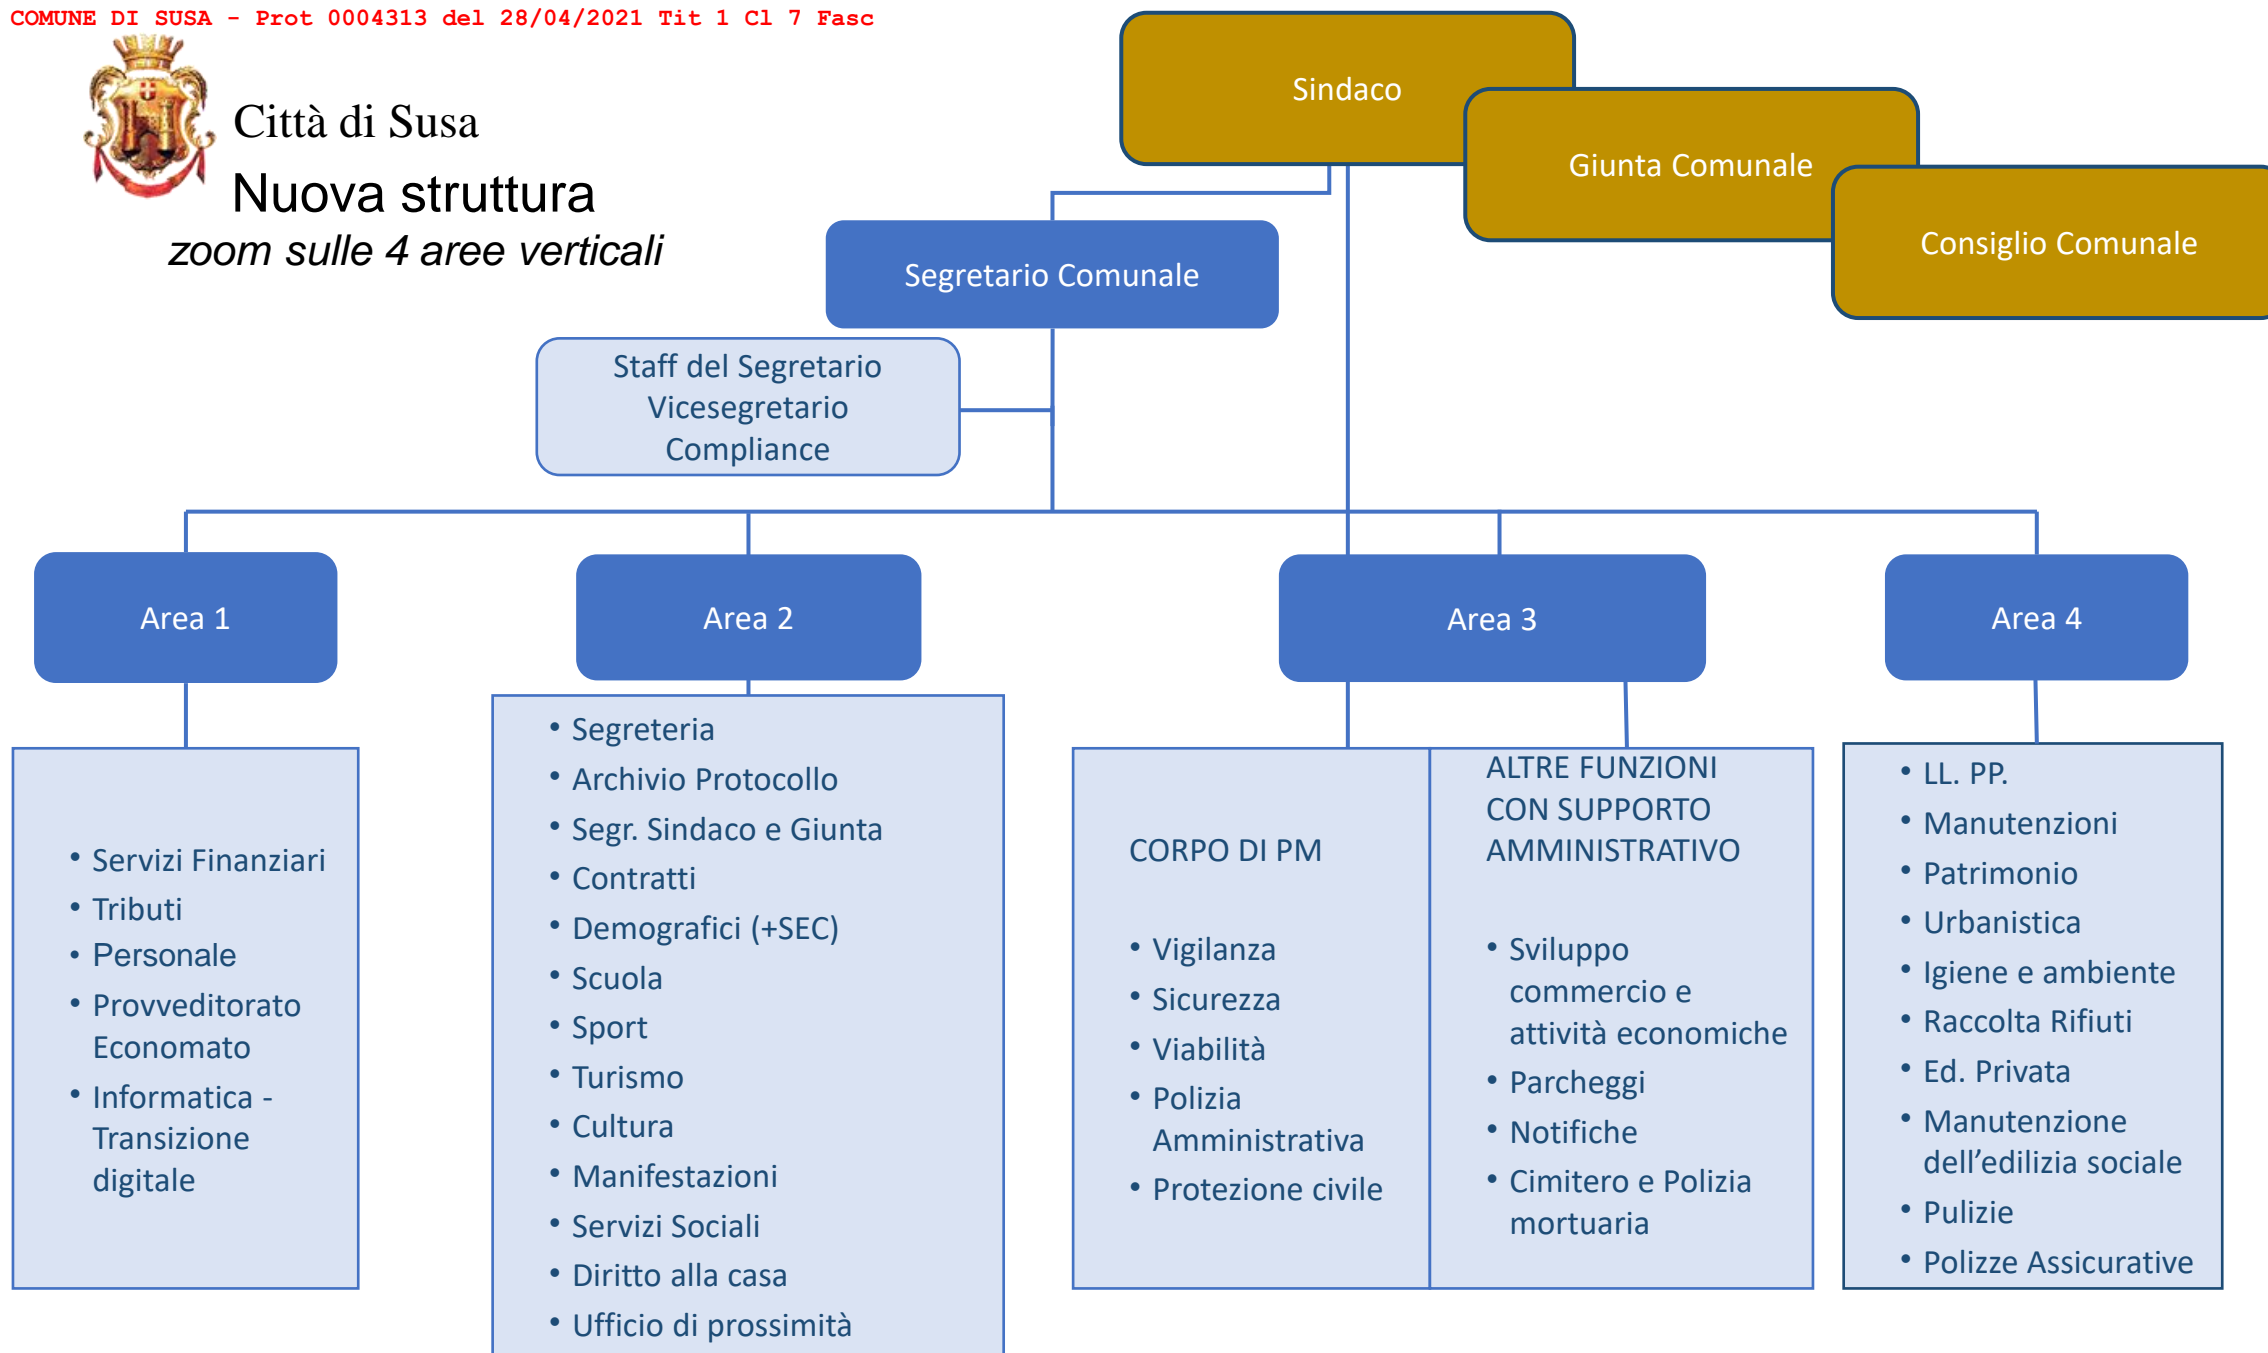 COMUNE DI SUSA - Prot 0004313 del 28/04/2021 Tit 1 Cl 7 Fasc
Città di Susa
Nuova struttura
zoom sulle 4 aree verticali
Sindaco
Giunta Comunale
Consiglio Comunale
Segretario Comunale
Staff del Segretario
Vicesegretario
Compliance
Area 1
Area 2
Area 3
Area 4
• Servizi Finanziari
• Tributi
• Personale
• Provveditorato
Economato
• Informatica -
Transizione
digitale
• Segreteria
• Archivio Protocollo
• Segr. Sindaco e Giunta
• Contratti
• Demografici (+SEC)
• Scuola
• Sport
• Turismo
• Cultura
• Manifestazioni
• Servizi Sociali
• Diritto alla casa
• Ufficio di prossimità
CORPO DI PM
• Vigilanza
• Sicurezza
• Viabilità
• Polizia
Amministrativa
• Protezione civile
ALTRE FUNZIONI
CON SUPPORTO
AMMINISTRATIVO
• Sviluppo
commercio e
attività economiche
• Parcheggi
• Notifiche
• Cimitero e Polizia
mortuaria
• LL. PP.
• Manutenzioni
• Patrimonio
• Urbanistica
• Igiene e ambiente
• Raccolta Rifiuti
• Ed. Privata
• Manutenzione
dell’edilizia sociale
• Pulizie
• Polizze Assicurative